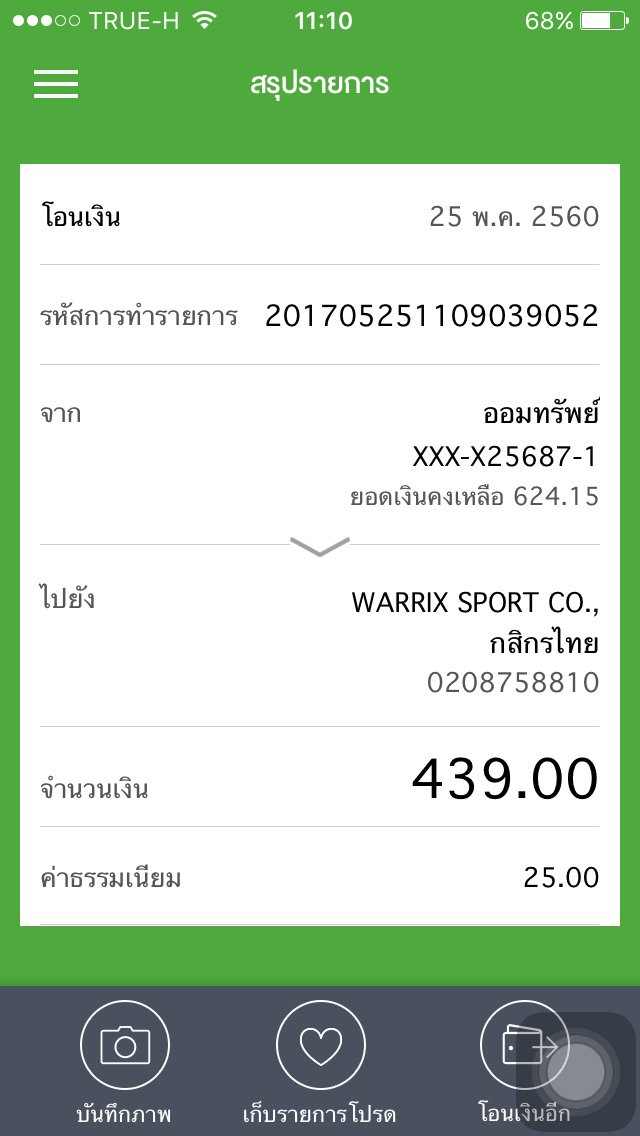 TRUE-H 11:10 68%
สรุปรายการ
โอนเงิน 25 พ.ค. 2560
รหัสการทำรายการ 201705251109039052
จาก ออมทรัพย์
XXX-X25687-1
ยอดเงินคงเหลือ 624.15
ไปยัง WARRIX SPORT CO.,
กสิกรไทย
0208758810
จำนวนเงิน 439.00
ค่าธรรมเนียม 25.00
บันทึกภาพ เก็บรายการโปรด โอนเงินอีก